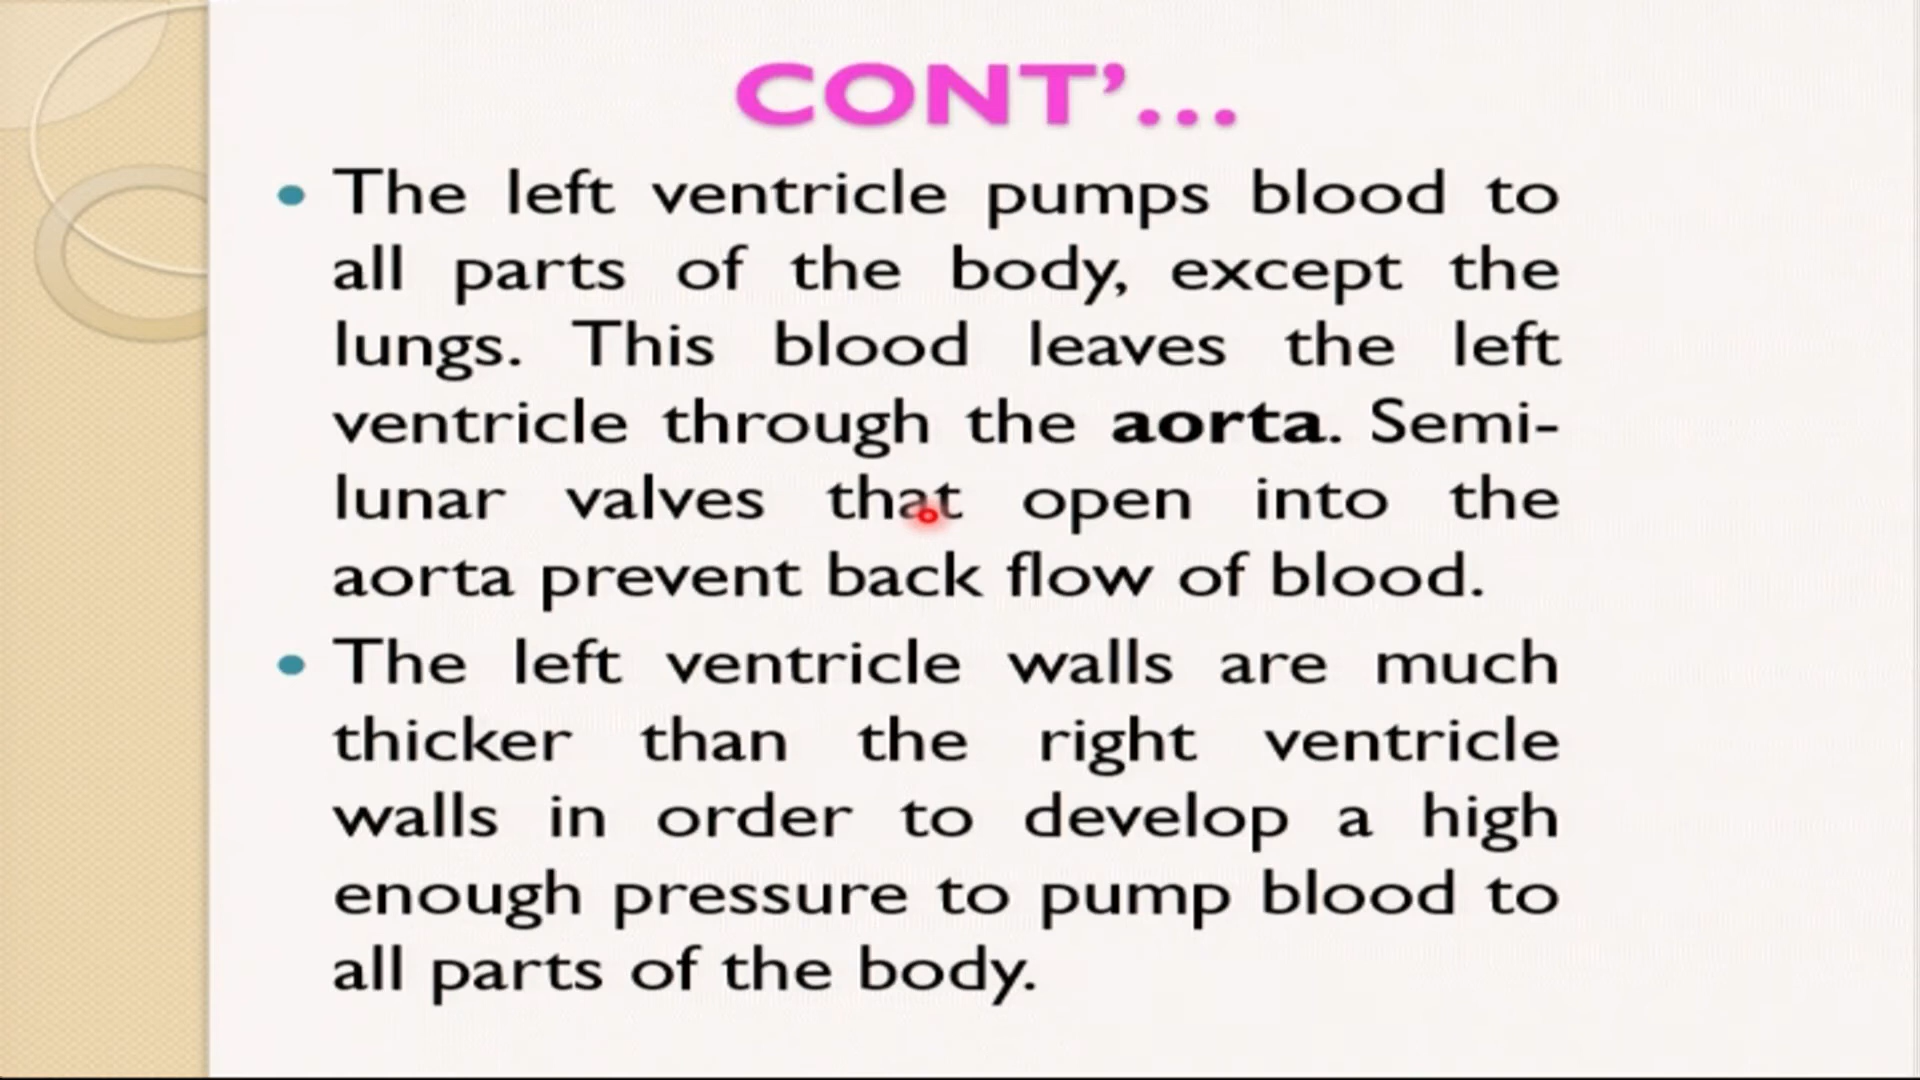 CONT’...
• The left ventricle pumps blood to
all parts of the body, except the
lungs. This blood leaves the left
ventricle through the aorta. Semi-
lunar valves that open into the
aorta prevent back flow of blood.
• The left ventricle walls are much
thicker than the right ventricle
walls in order to develop a high
enough pressure to pump blood to
all parts of the body.